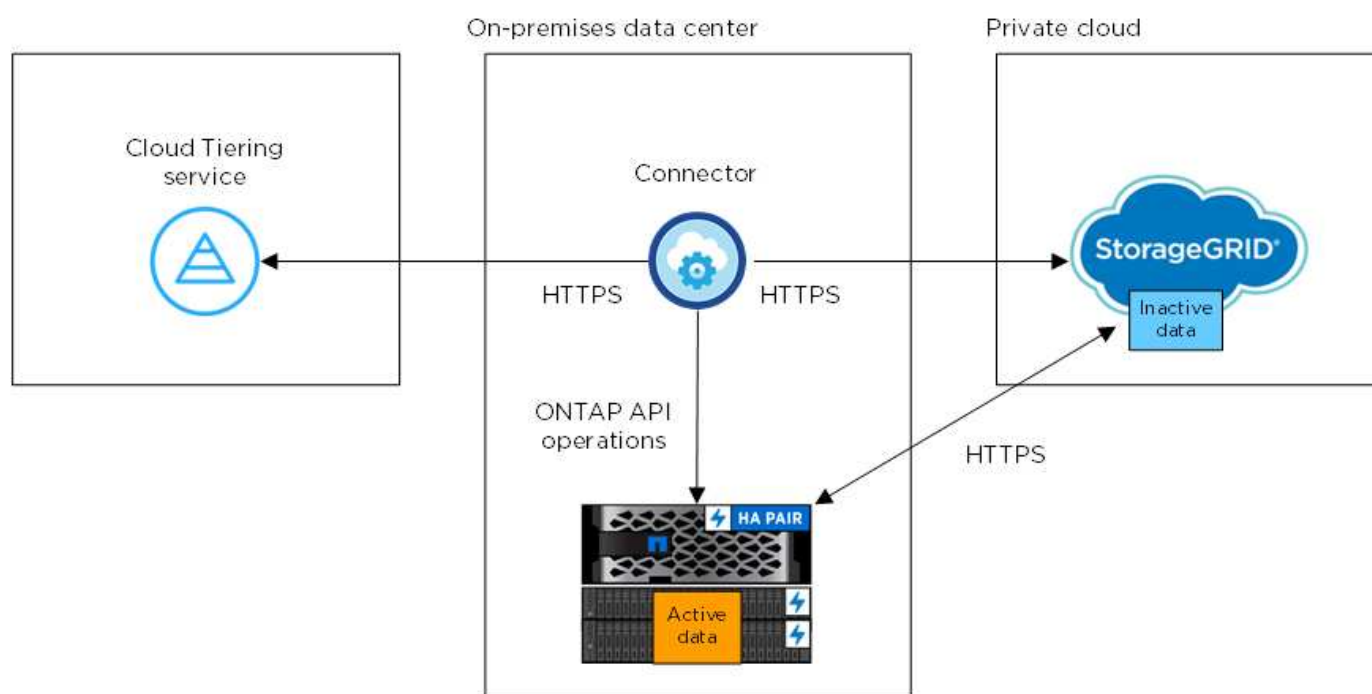 On-premises data center
Private cloud
Cloud Tiering
service
Connector
HTTPS
HTTPS
StorageGRID®
Inactive
data
ONTAP API
operations
HTTPS
HA PAIR
Active
data